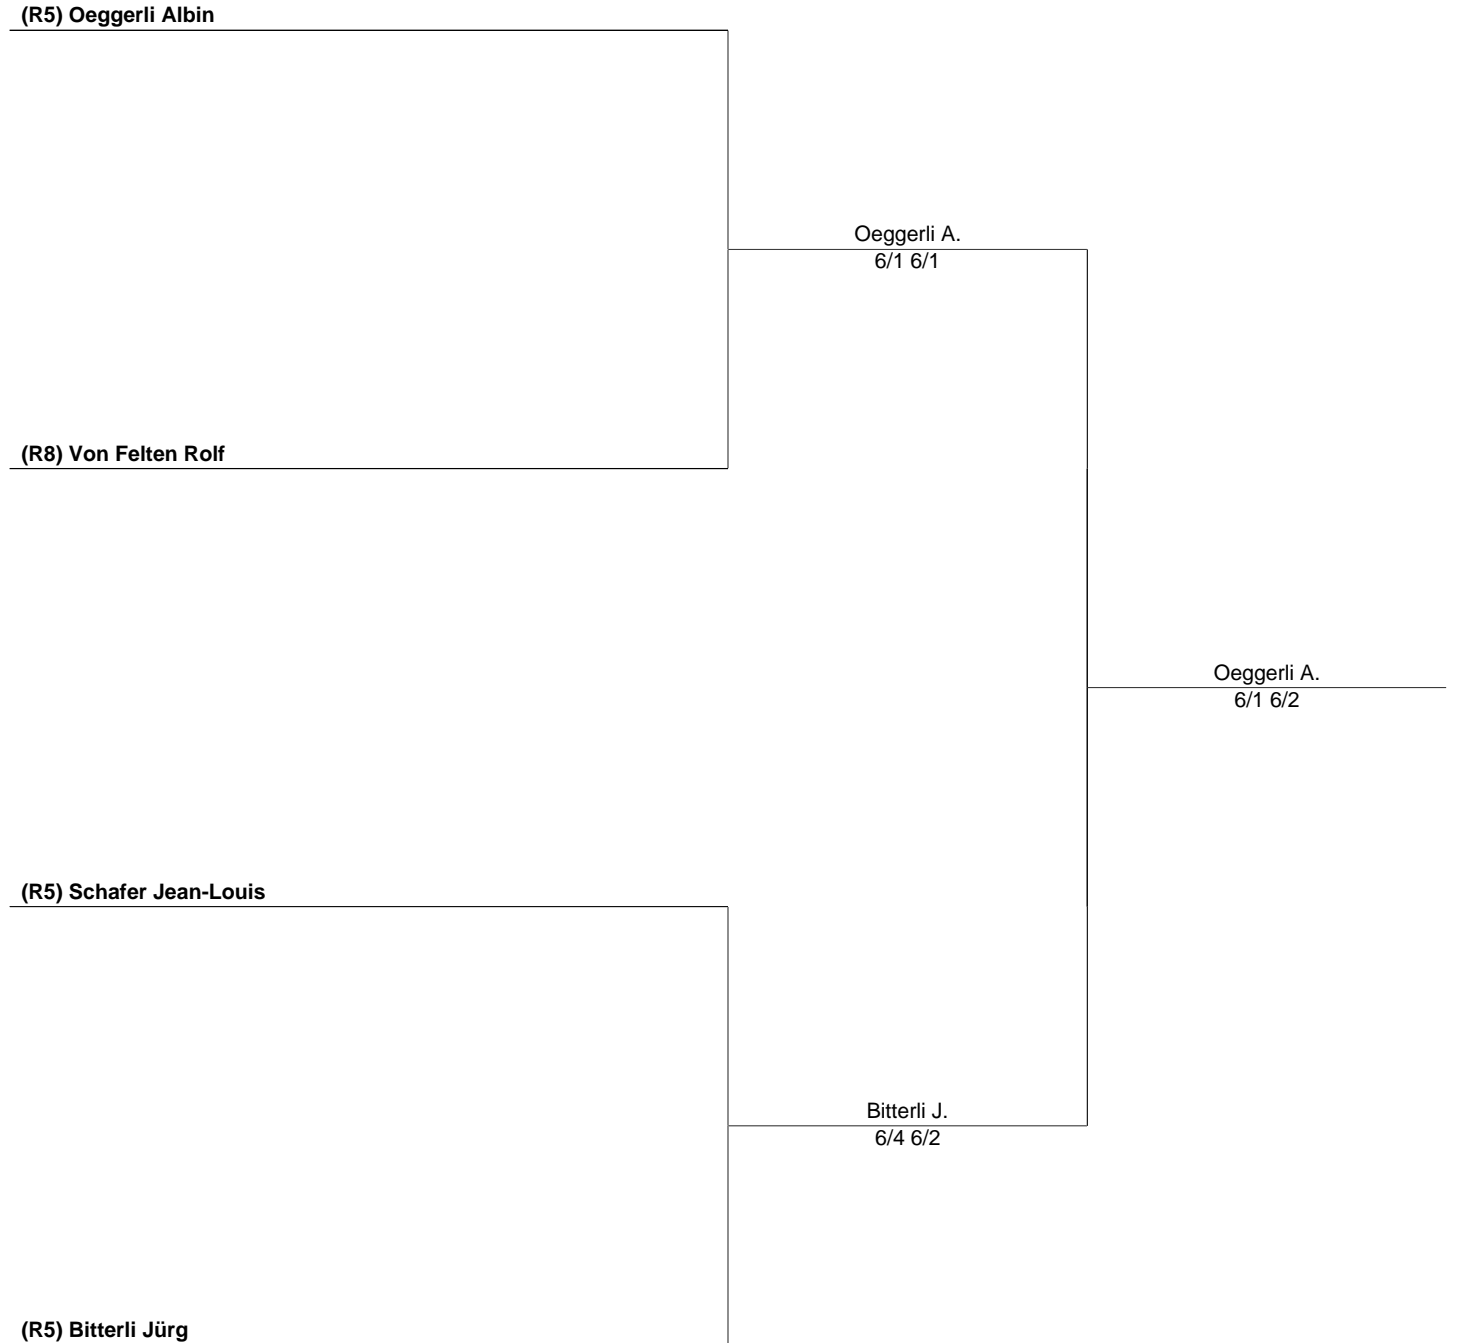 (R5) Oeggerli Albin
Oeggerli A.
6/1 6/1
(R8) Von Felten Rolf
Oeggerli A.
6/1 6/2
(R5) Schafer Jean-Louis
Bitterli J.
6/4 6/2
(R5) Bitterli Jürg